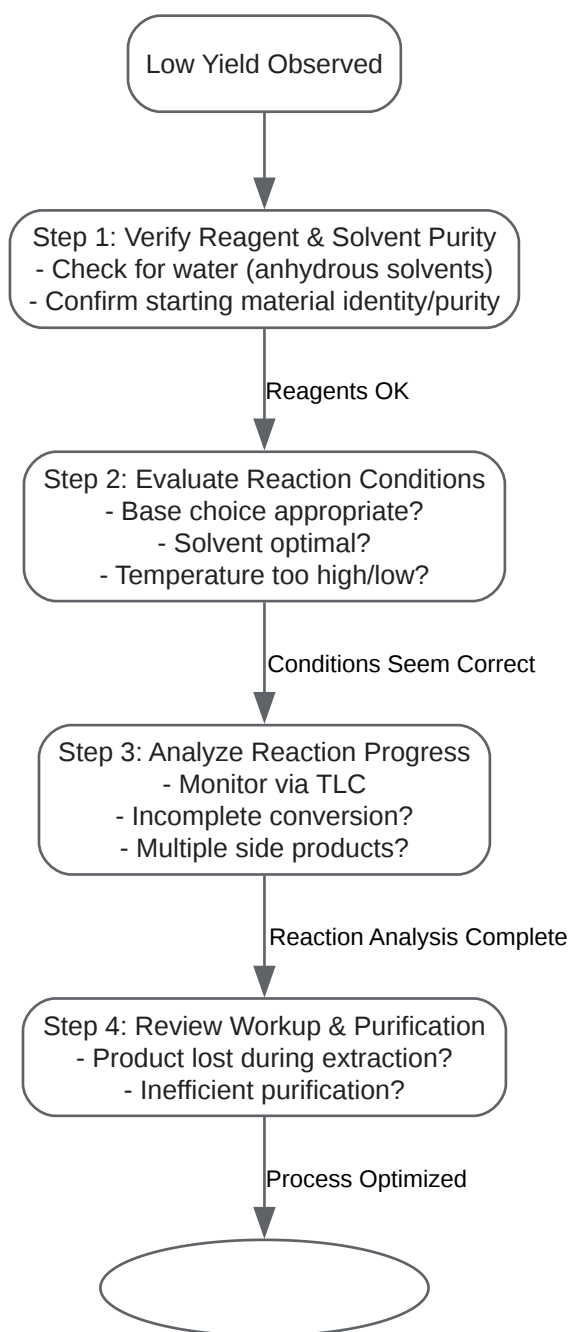 Low Yield Observed
Step 1: Verify Reagent & Solvent Purity
- Check for water (anhydrous solvents)
- Confirm starting material identity/purity
Reagents OK
Step 2: Evaluate Reaction Conditions
- Base choice appropriate?
- Solvent optimal?
- Temperature too high/low?
Conditions Seem Correct
Step 3: Analyze Reaction Progress
- Monitor via TLC
- Incomplete conversion?
- Multiple side products?
Reaction Analysis Complete
Step 4: Review Workup & Purification
- Product lost during extraction?
- Inefficient purification?
Process Optimized